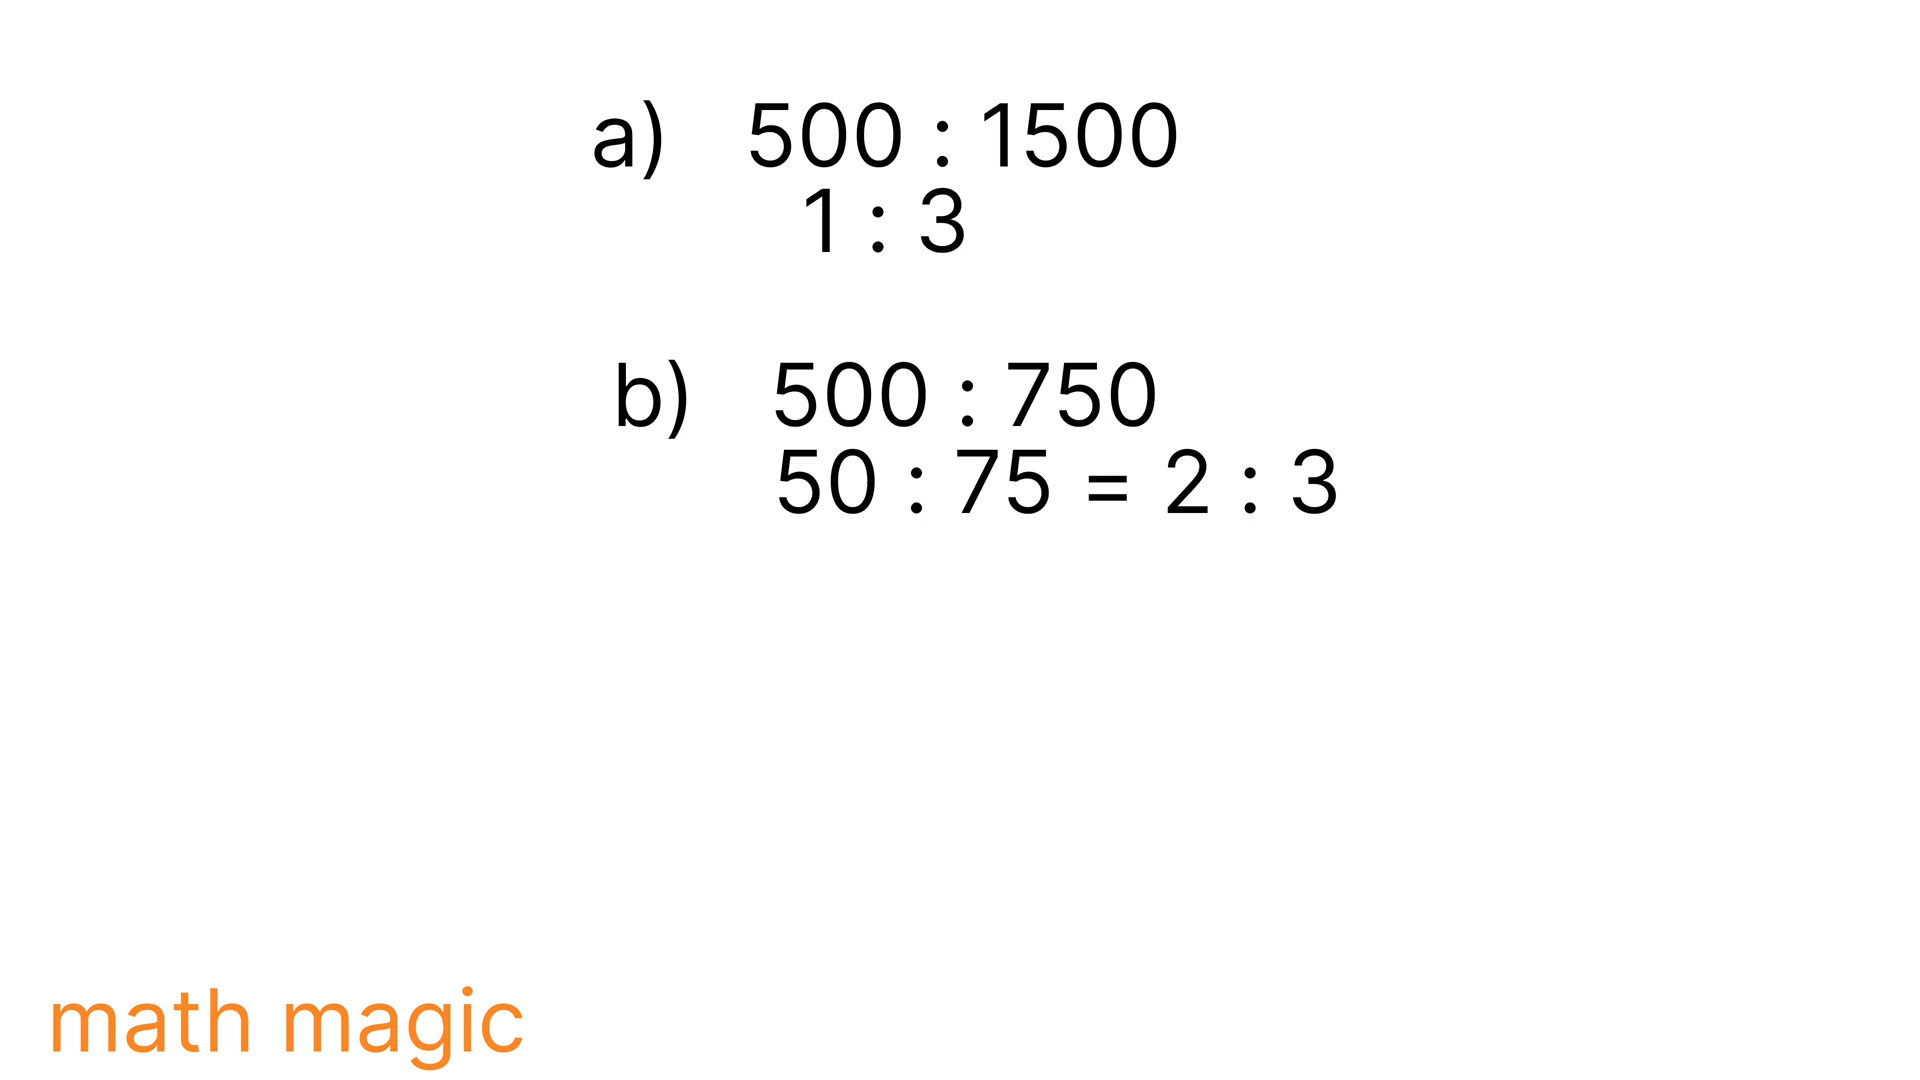 a) 500 : 1500
1 : 3
b) 500 : 750
50 : 75 = 2 : 3
math magic